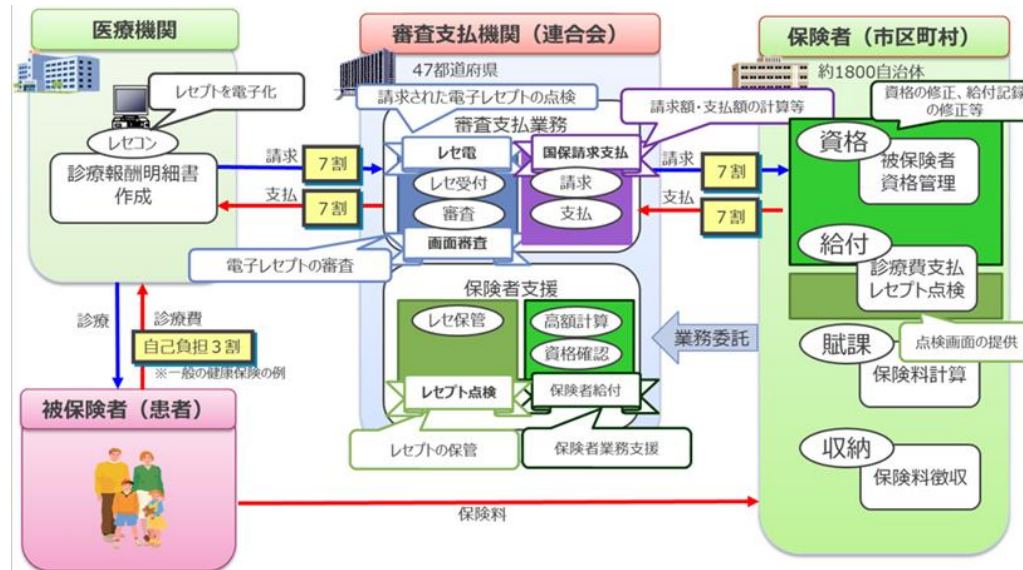 医療機関
レセプトを電子化
レセコン
診療報酬明細書
作成
請求
7割
支払
7割
審査支払機関（連合会）
47都道府県
請求された電子レセプトの点検
審査支払業務
請求額・支払額の計算等
レセ電
レセ受付
審査
画面審査
国保請求支払
請求
支払
電子レセプトの審査
請求
7割
支払
7割
保険者（市区町村）
約1800自治体
資格の修正、給付記録
の修正等
資格
被保険者
資格管理
給付
診療費支払
レセプト点検
点検画面の提供
賦課
保険料計算
収納
保険料徴収
保険者支援
レセ保管
レセプト点検
レセプトの保管
高額計算
資格確認
保険者給付
保険者業務支援
業務委託
診療
診療費
自己負担3割
※一般の健康保険の例
被保険者（患者）
保険料